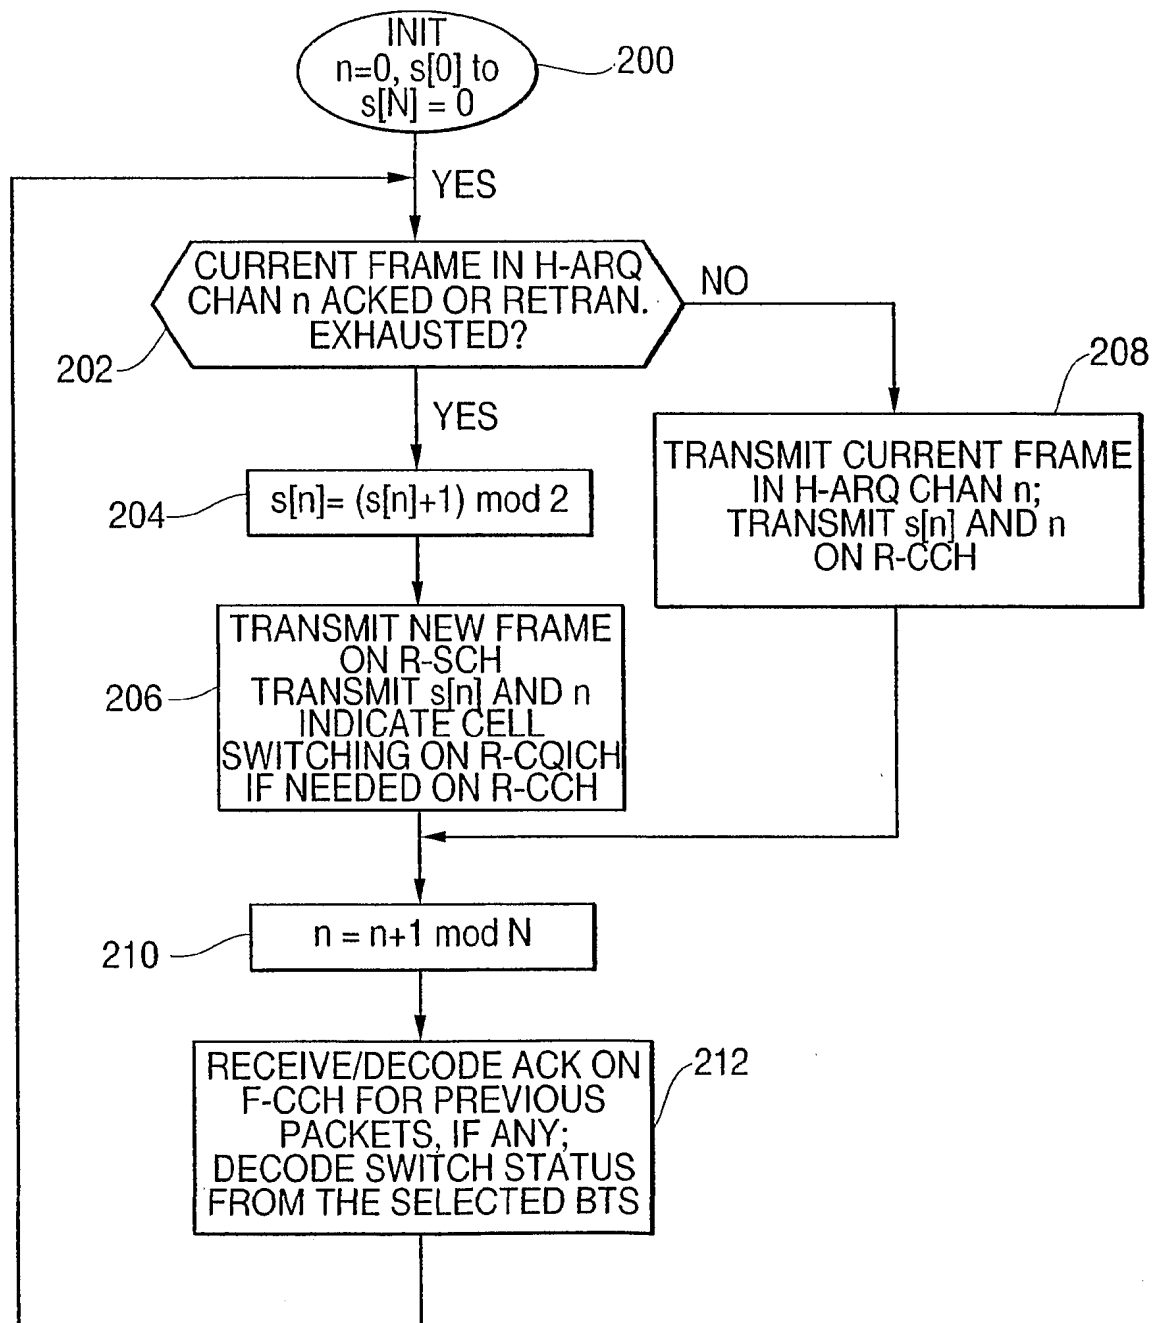 INIT
n=0, s[0] to
s[N] = 0
200
YES
CURRENT FRAME IN H-ARQ
CHAN n ACKED OR RETRAN.
EXHAUSTED?
NO
202
208
YES
s[n]= (s[n]+1) mod 2
204
TRANSMIT CURRENT FRAME
IN H-ARQ CHAN n;
TRANSMIT s[n] AND n
ON R-CCH
TRANSMIT NEW FRAME
ON R-SCH
TRANSMIT s[n] AND n
INDICATE CELL
SWITCHING ON R-CQICH
IF NEEDED ON R-CCH
206
n = n+1 mod N
210
RECEIVE/DECODE ACK ON
F-CCH FOR PREVIOUS
PACKETS, IF ANY;
DECODE SWITCH STATUS
FROM THE SELECTED BTS
212